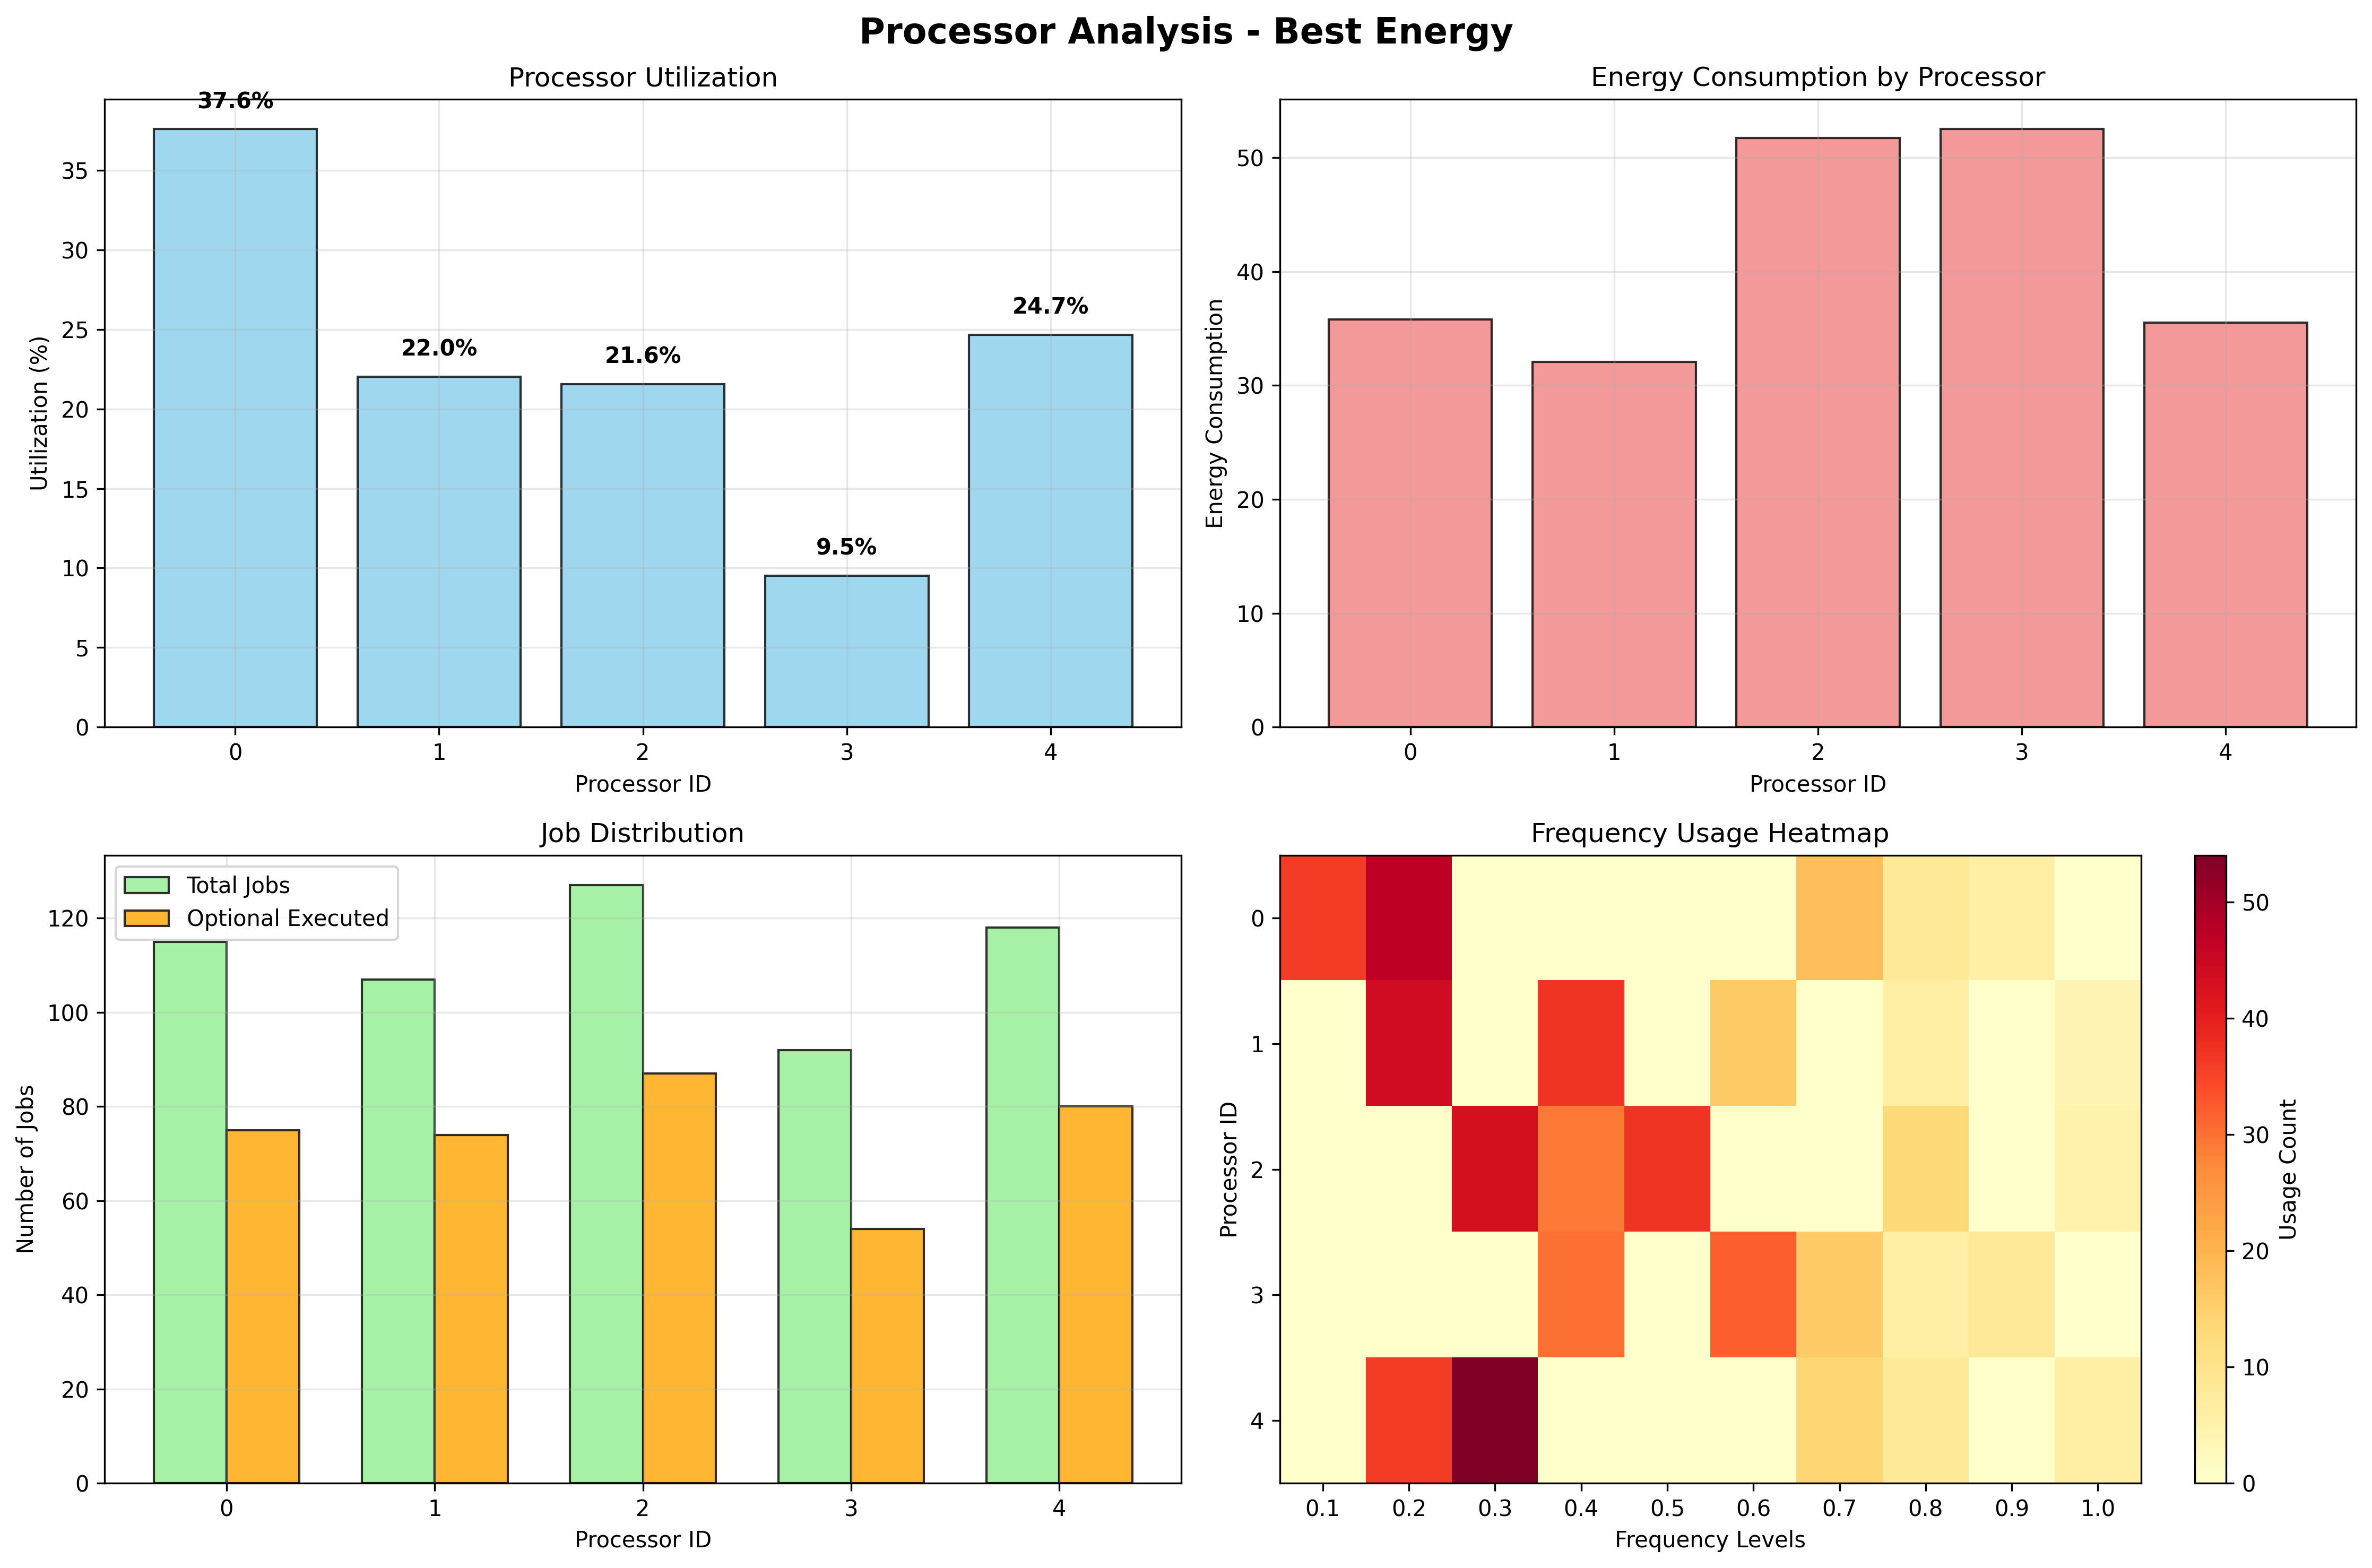 Processor Analysis - Best Energy
Processor Utilization
37.6%
22.0%
21.6%
9.5%
24.7%
35
30
25
20
15
10
5
0
Utilization (%)
0 1 2 3 4
Processor ID
Energy Consumption by Processor
50
40
30
20
10
0
Energy Consumption
0 1 2 3 4
Processor ID
Job Distribution
Total Jobs
Optional Executed
120
100
80
60
40
20
0
Number of Jobs
0 1 2 3 4
Processor ID
Frequency Usage Heatmap
0
1
2
3
4
Processor ID
0.1 0.2 0.3 0.4 0.5 0.6 0.7 0.8 0.9 1.0
Frequency Levels
50
40
30
20
10
0
Usage Count